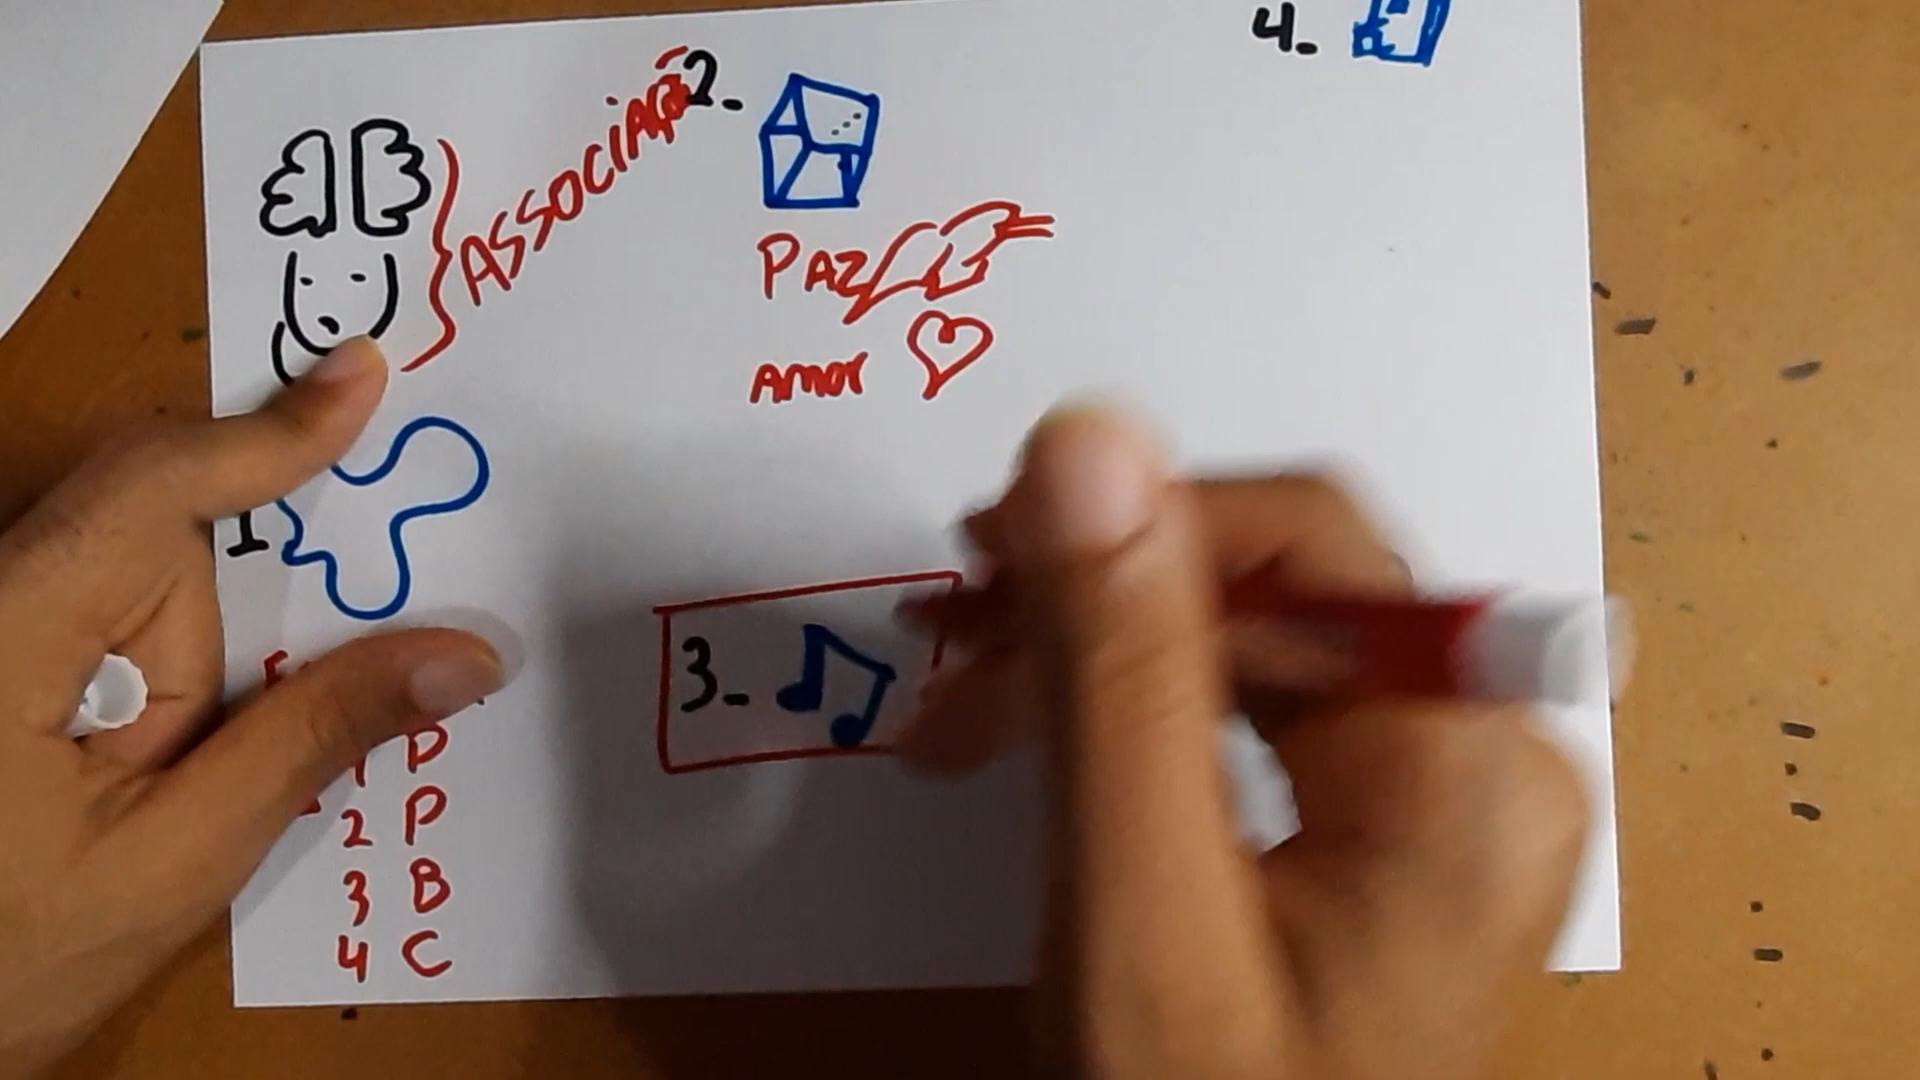 ASSOCIAÇÃO
2-
4-
PAZ
AMOR
1
3-
1 D
2 P
3 B
4 C